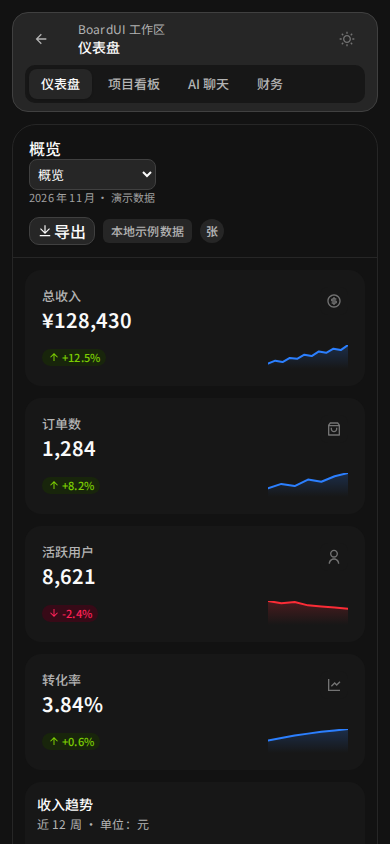 BoardUI 工作区
仪表盘
仪表盘 项目看板 AI 聊天 财务
概览
概览
2026 年 11 月 • 演示数据
导出 本地示例数据 张
总收入
¥128,430
+12.5%
订单数
1,284
+8.2%
活跃用户
8,621
-2.4%
转化率
3.84%
+0.6%
收入趋势
近 12 周 • 单位：元